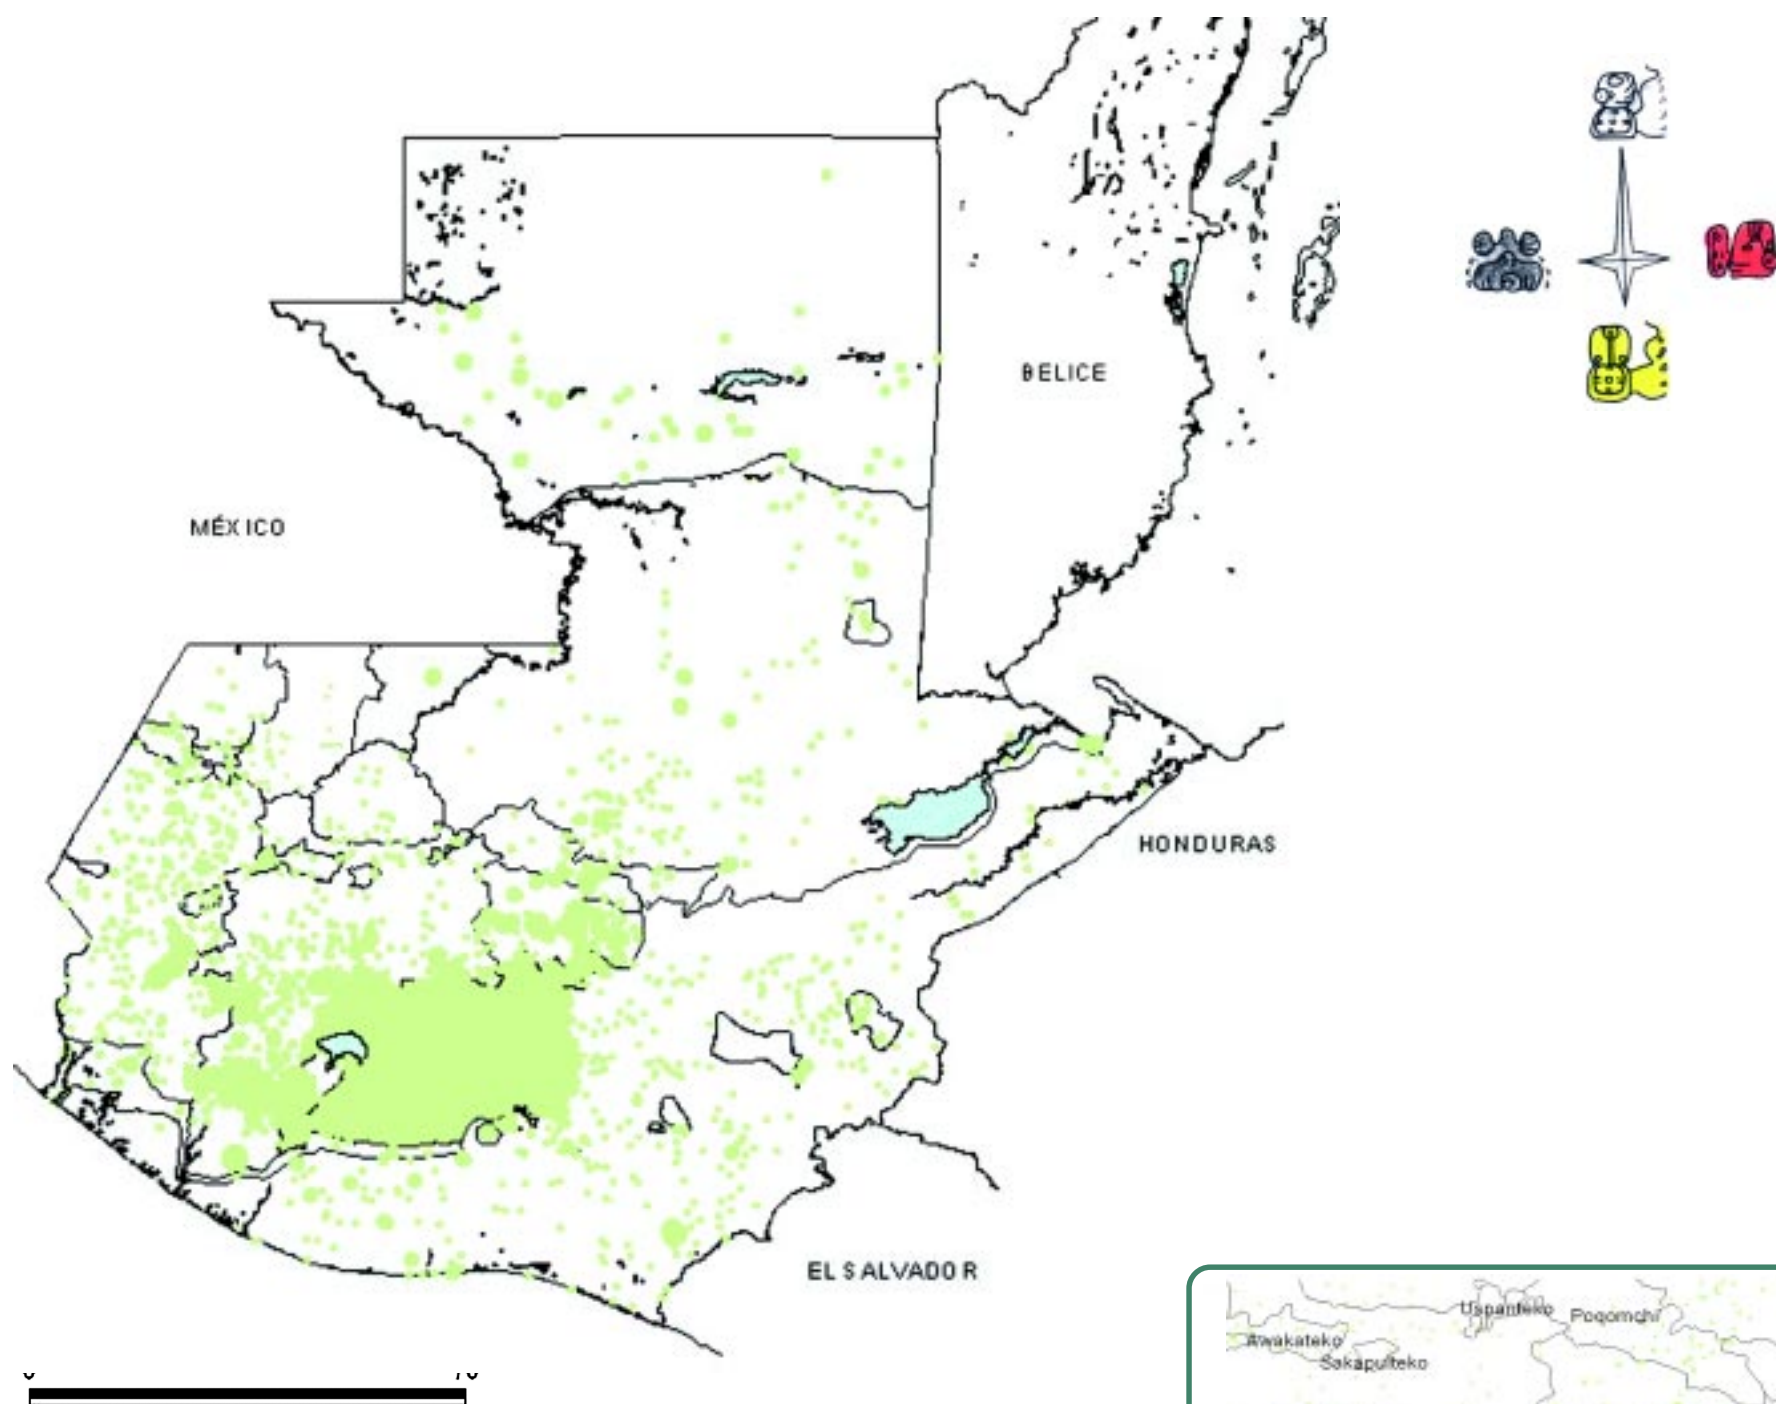 BELICE
MÉXICO
HONDURAS
EL SALVADOR
Uspanteko
Poqomchi'
Awakateko
Sakapulteko